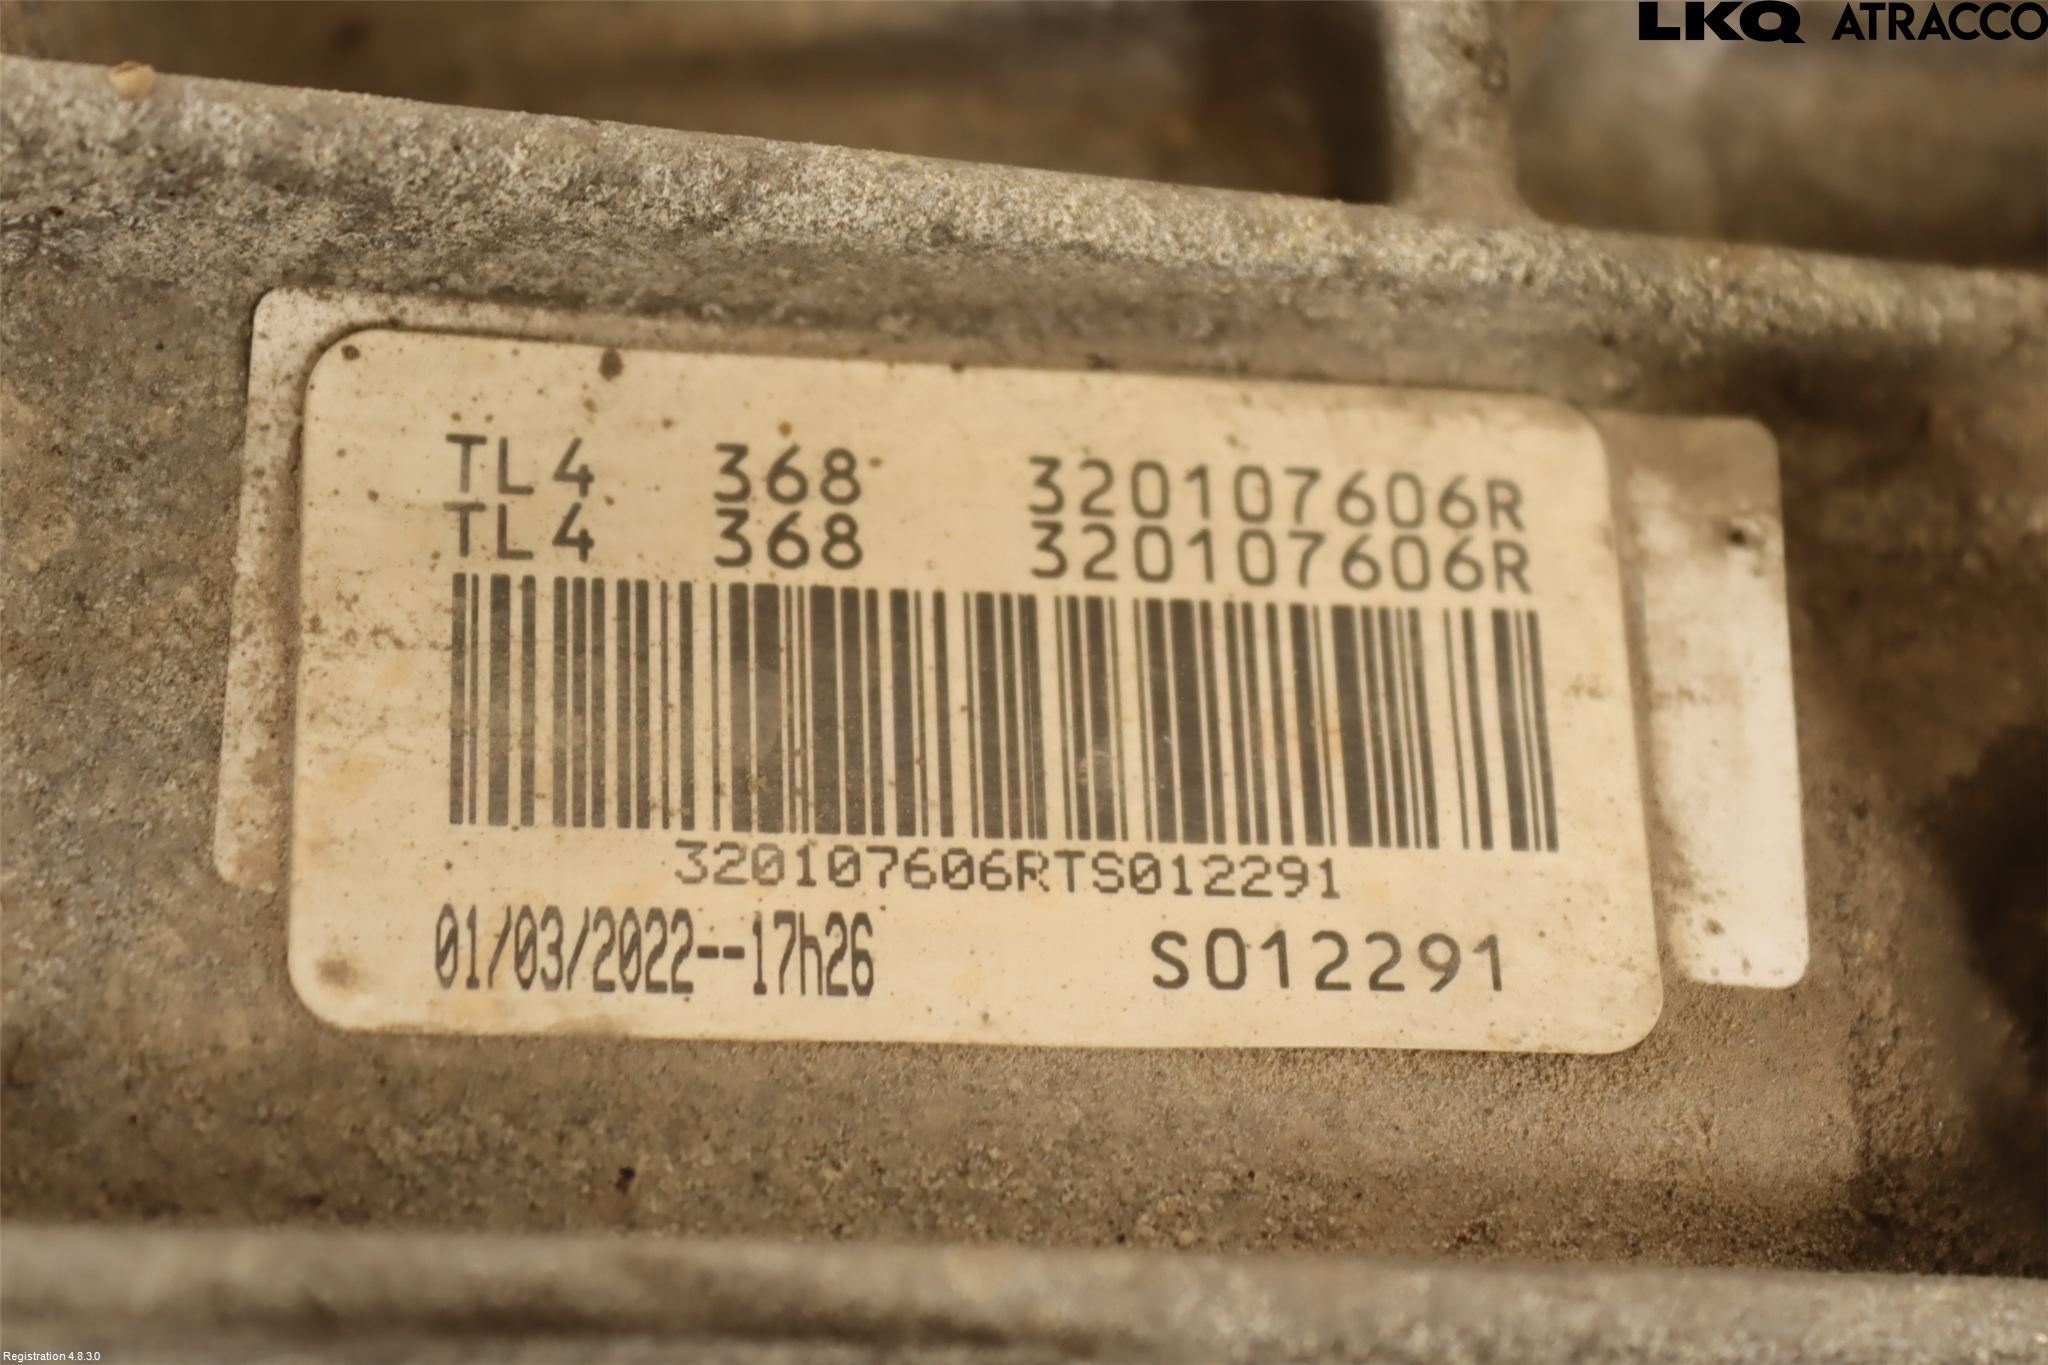 LKQ ATRACCO
TL4 368 320107606R
TL4 368 320107606R
320107606RTS012291
01/03/2022--17h26 S012291
Registration 4.8.3.0